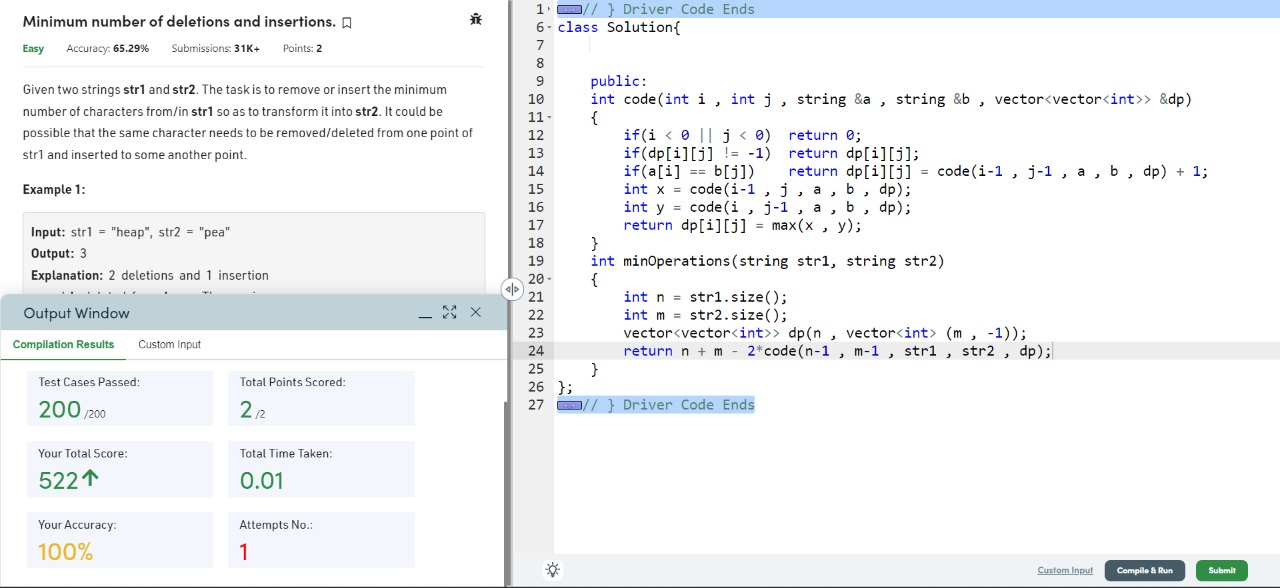 Minimum number of deletions and insertions.
Easy Accuracy: 65.29% Submissions: 31K+ Points: 2
Given two strings str1 and str2. The task is to remove or insert the minimum
number of characters from/in str1 so as to transform it into str2. It could be
possible that the same character needs to be removed/deleted from one point of
str1 and inserted to some another point.
Example 1:
Input: str1 = "heap", str2 = "pea"
Output: 3
Explanation: 2 deletions and 1 insertion
Output Window
Compilation Results Custom Input
Test Cases Passed:
200 /200
Total Points Scored:
2 /2
Your Total Score:
522
Total Time Taken:
0.01
Your Accuracy:
100%
Attempts No.:
1
1 // } Driver Code Ends
6 class Solution{
7
8
9 public:
10 int code(int i , int j , string &a , string &b , vector<vector<int>> &dp)
11 {
12 if(i < 0 || j < 0) return 0;
13 if(dp[i][j] != -1) return dp[i][j];
14 if(a[i] == b[j]) return dp[i][j] = code(i-1 , j-1 , a , b , dp) + 1;
15 int x = code(i-1 , j , a , b , dp);
16 int y = code(i , j-1 , a , b , dp);
17 return dp[i][j] = max(x , y);
18 }
19 int minOperations(string str1, string str2)
20 {
21 int n = str1.size();
22 int m = str2.size();
23 vector<vector<int>> dp(n , vector<int> (m , -1));
24 return n + m - 2*code(n-1 , m-1 , str1 , str2 , dp);
25 }
26 };
27 // } Driver Code Ends
Custom Input Compile & Run Submit